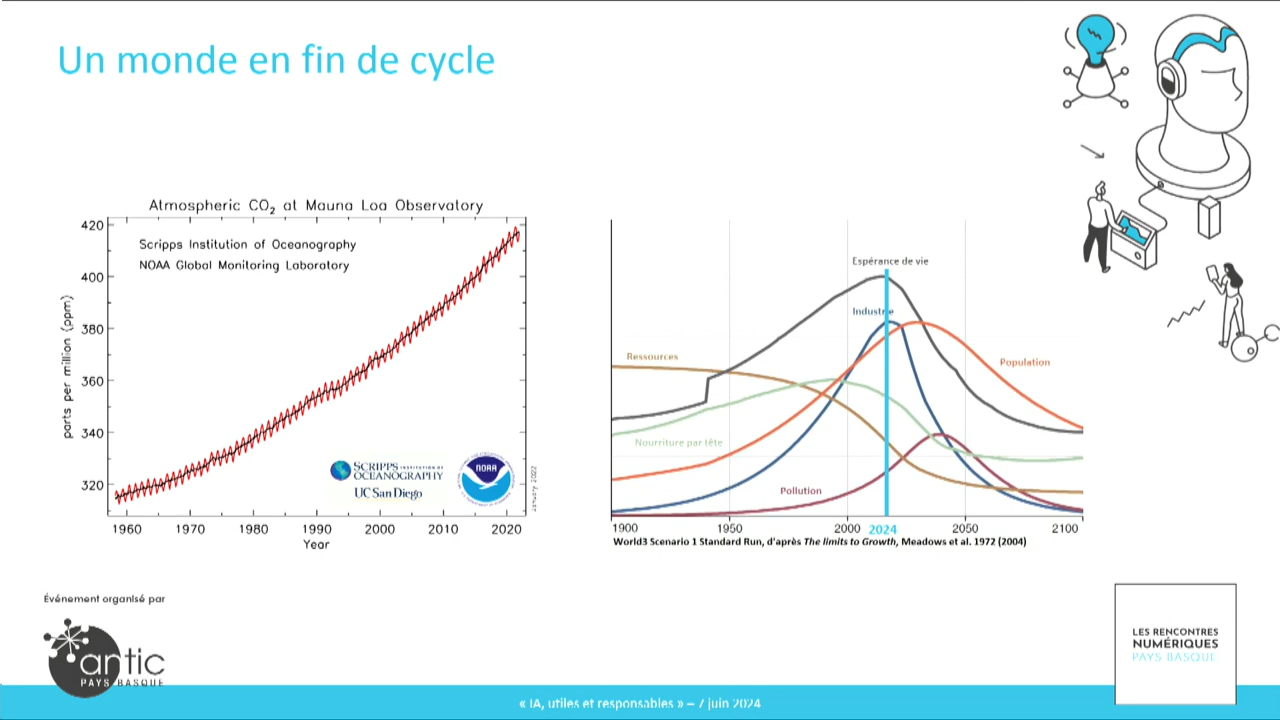 Un monde en fin de cycle
Atmospheric CO₂ at Mauna Loa Observatory
Scripps Institution of Oceanography
NOAA Global Monitoring Laboratory
parts per million (ppm)
420
400
380
360
340
320
1960 1970 1980 1990 2000 2010 2020
Year
SCRIPPS INSTITUTION OF
OCEANOGRAPHY
UC San Diego
NOAA
January 2022
Espérance de vie
Industrie
Ressources
Population
Nourriture par tête
Pollution
1900 1950 2000 2024 2050 2100
World3 Scenario 1 Standard Run, d'après The limits to Growth, Meadows et al. 1972 (2004)
Événement organisé par
antic
PAYS BASQUE
LES RENCONTRES
NUMÉRIQUES
PAYS BASQUE
« IA, utiles et responsables » – 7 juin 2024